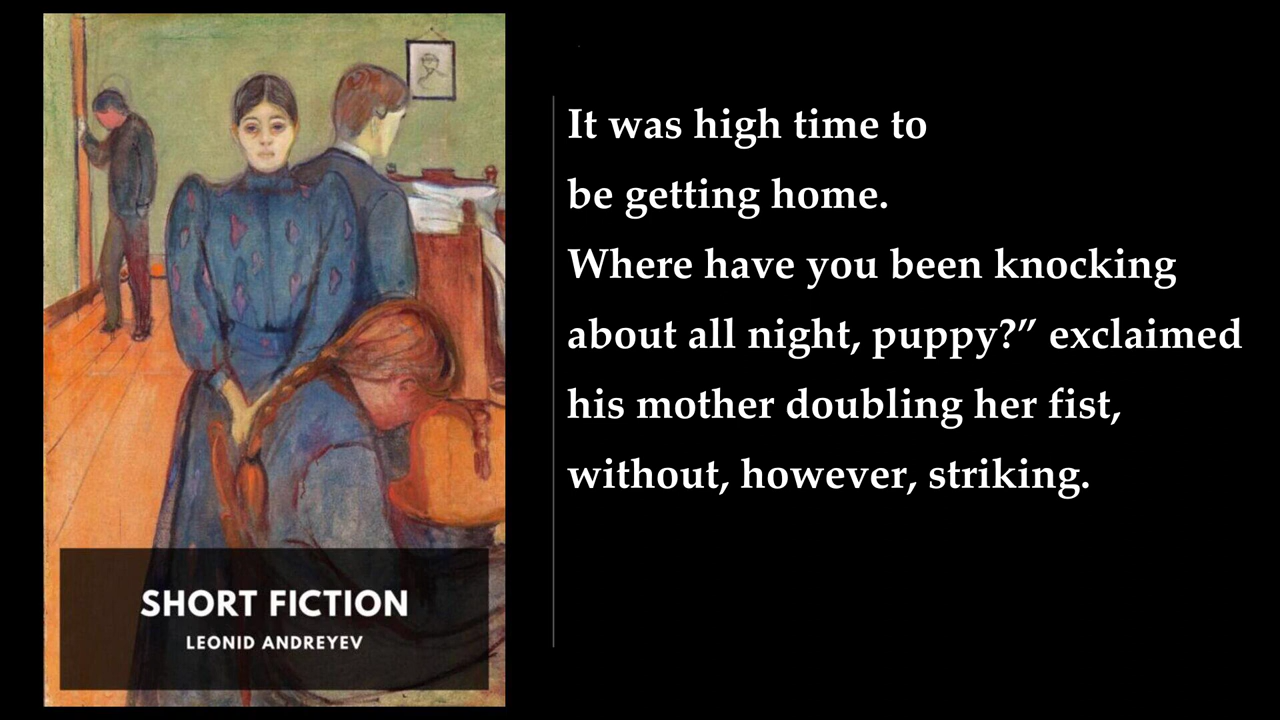 SHORT FICTION
LEONID ANDREYEV
It was high time to
be getting home.
Where have you been knocking
about all night, puppy?” exclaimed
his mother doubling her fist,
without, however, striking.